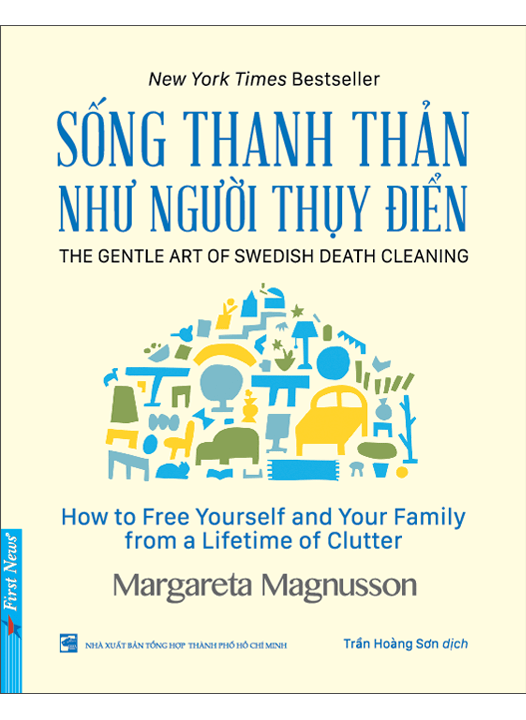 New York Times Bestseller
SỐNG THANH THẢN
NHƯ NGƯỜI THỤY ĐIỂN
THE GENTLE ART OF SWEDISH DEATH CLEANING
How to Free Yourself and Your Family
from a Lifetime of Clutter
Margareta Magnusson
First News
NHÀ XUẤT BẢN TỔNG HỢP THÀNH PHỐ HỒ CHÍ MINH
Trần Hoàng Sơn dịch